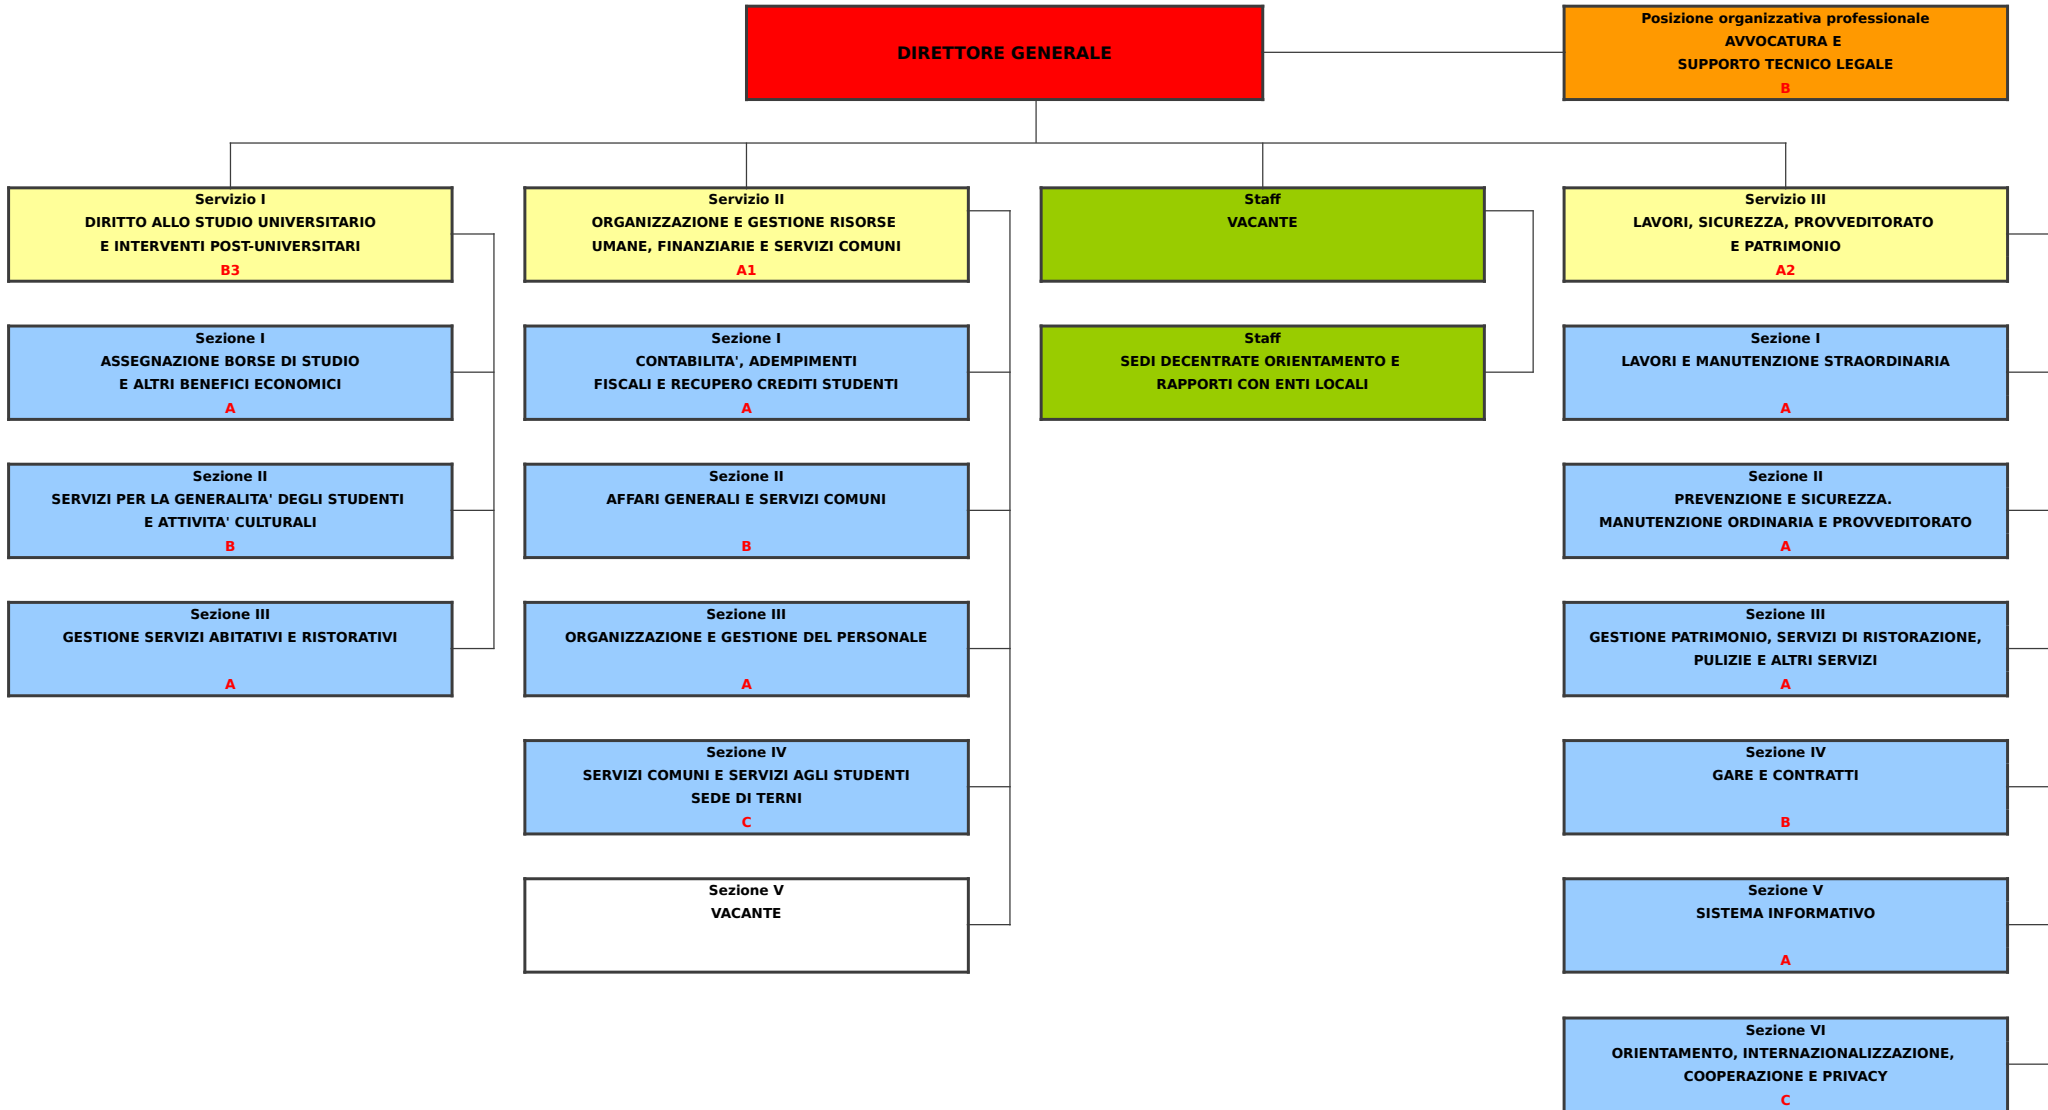 DIRETTORE GENERALE
Posizione organizzativa professionale
AVVOCATURA E
SUPPORTO TECNICO LEGALE
B
Servizio I
DIRITTO ALLO STUDIO UNIVERSITARIO
E INTERVENTI POST-UNIVERSITARI
B3
Servizio II
ORGANIZZAZIONE E GESTIONE RISORSE
UMANE, FINANZIARIE E SERVIZI COMUNI
A1
Staff
VACANTE
Servizio III
LAVORI, SICUREZZA, PROVVEDITORATO
E PATRIMONIO
A2
Sezione I
ASSEGNAZIONE BORSE DI STUDIO
E ALTRI BENEFICI ECONOMICI
A
Sezione I
CONTABILITA', ADEMPIMENTI
FISCALI E RECUPERO CREDITI STUDENTI
A
Staff
SEDI DECENTRATE ORIENTAMENTO E
RAPPORTI CON ENTI LOCALI
Sezione I
LAVORI E MANUTENZIONE STRAORDINARIA
A
Sezione II
SERVIZI PER LA GENERALITA' DEGLI STUDENTI
E ATTIVITA' CULTURALI
B
Sezione II
AFFARI GENERALI E SERVIZI COMUNI
B
Sezione II
PREVENZIONE E SICUREZZA.
MANUTENZIONE ORDINARIA E PROVVEDITORATO
A
Sezione III
GESTIONE SERVIZI ABITATIVI E RISTORATIVI
A
Sezione III
ORGANIZZAZIONE E GESTIONE DEL PERSONALE
A
Sezione III
GESTIONE PATRIMONIO, SERVIZI DI RISTORAZIONE,
PULIZIE E ALTRI SERVIZI
A
Sezione IV
SERVIZI COMUNI E SERVIZI AGLI STUDENTI
SEDE DI TERNI
C
Sezione IV
GARE E CONTRATTI
B
Sezione V
VACANTE
Sezione V
SISTEMA INFORMATIVO
A
Sezione VI
ORIENTAMENTO, INTERNAZIONALIZZAZIONE,
COOPERAZIONE E PRIVACY
C